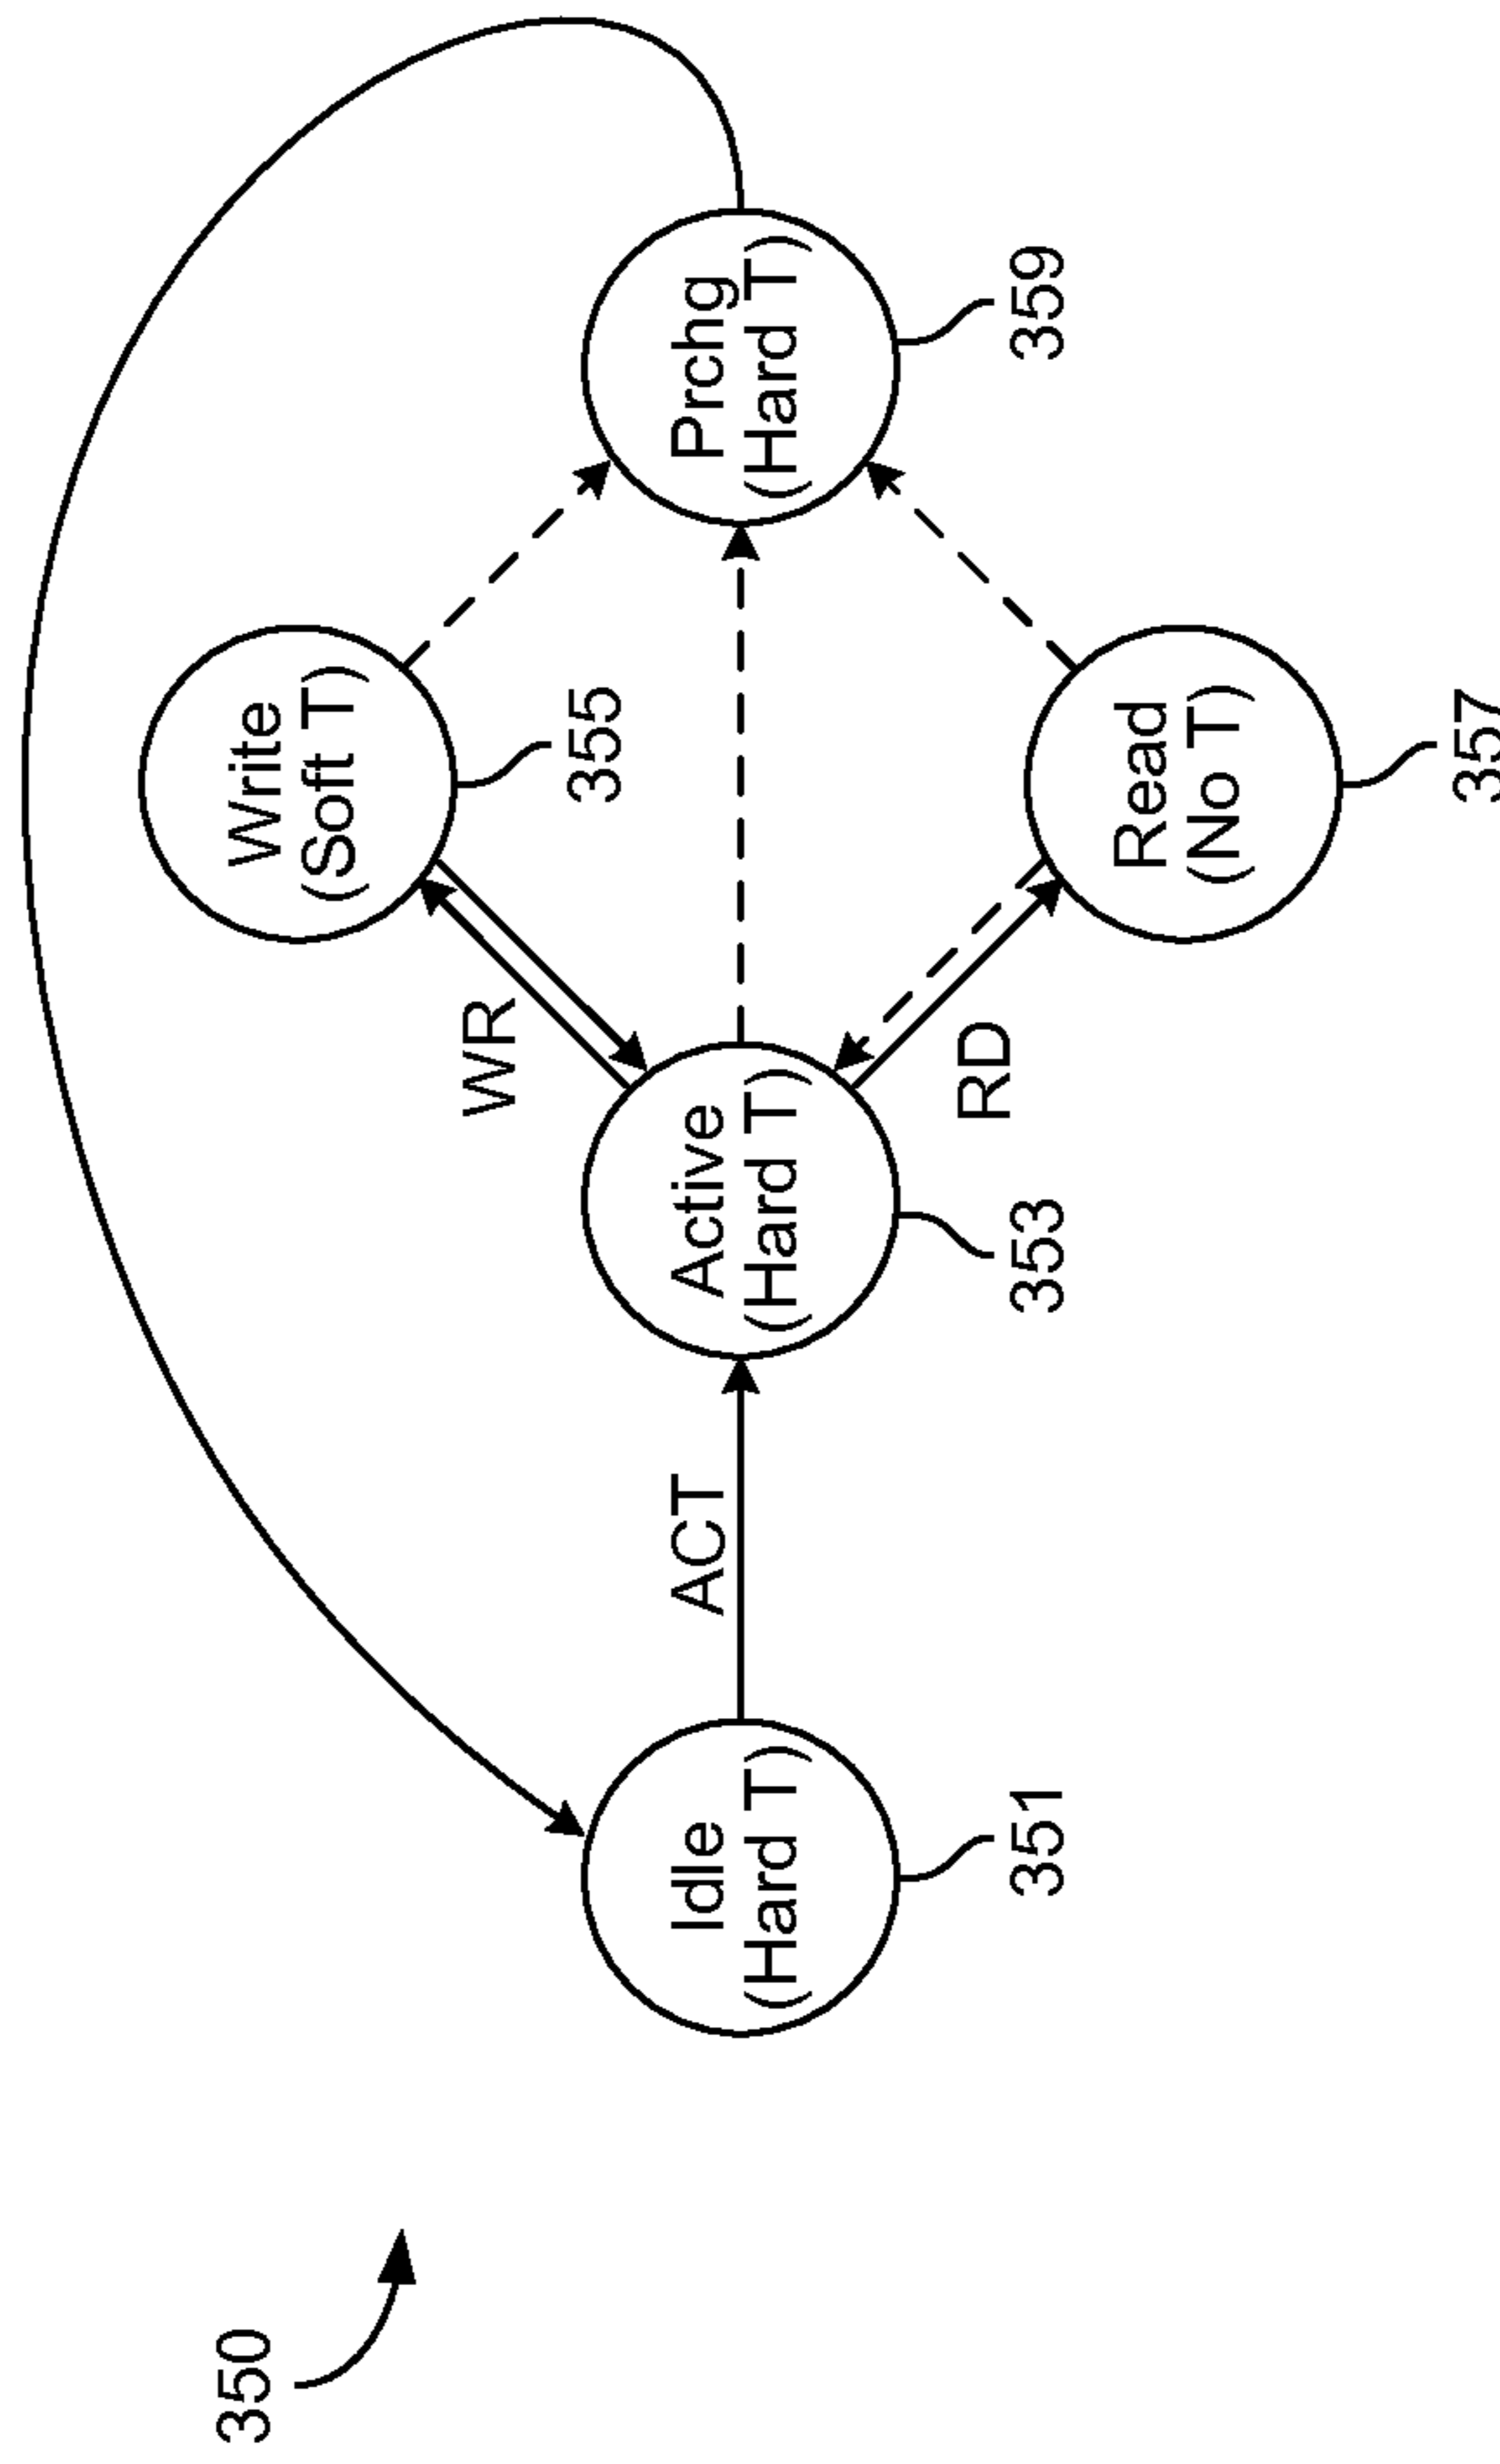 350
Write
(Soft T)
355
WR
Idle
(Hard T)
351
ACT
Active
(Hard T)
353
Prchg
(Hard T)
359
RD
Read
(No T)
357